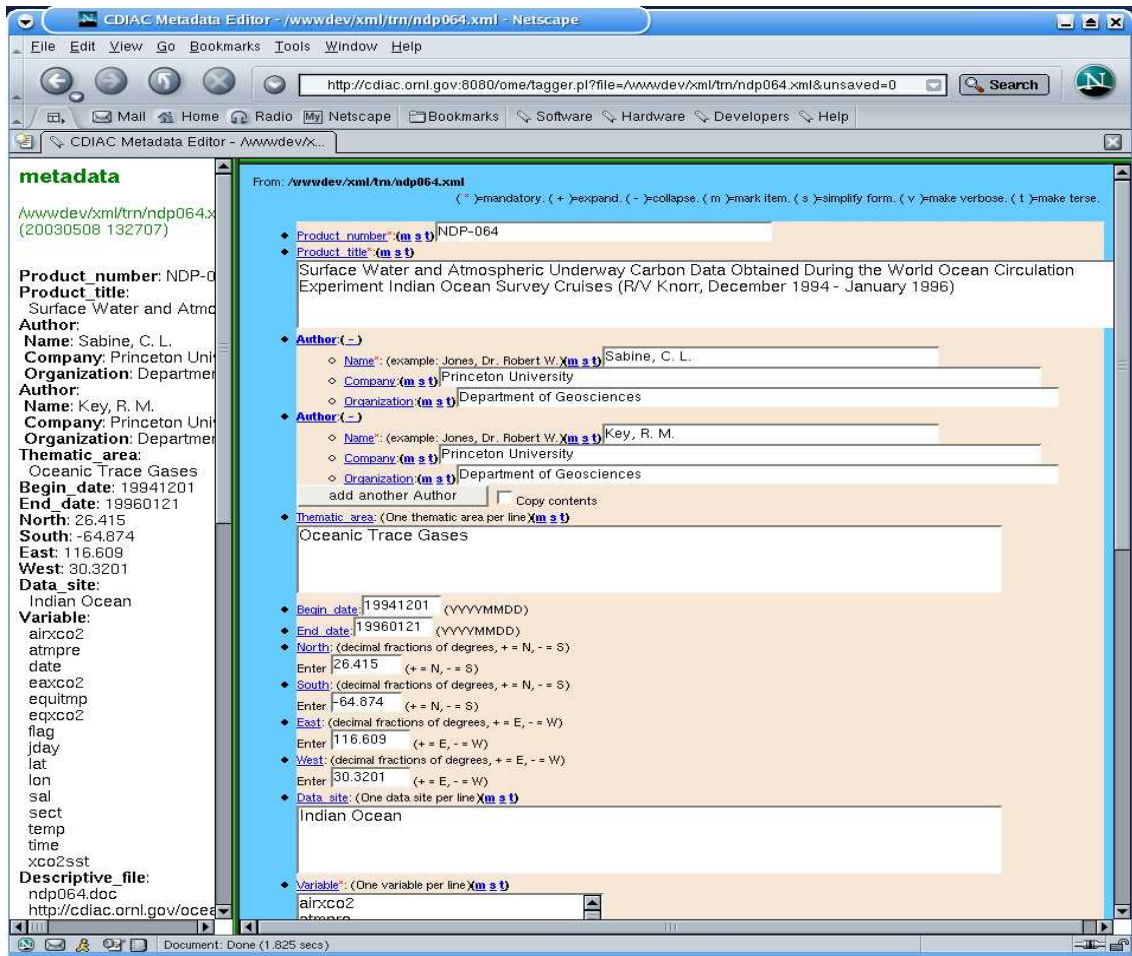 CDIAC Metadata Editor - /wwwdev/xml/trn/ndp064.xml - Netscape
File Edit View Go Bookmarks Tools Window Help
http://cdiac.ornl.gov:8080/ome/tagger.pl?file=/wwwdev/xml/trn/ndp064.xml&unsaved=0 Search N
Mail Home Radio My Netscape Bookmarks Software Hardware Developers Help
CDIAC Metadata Editor - /wwwdev/x...
metadata
/wwwdev/xml/trn/ndp064.x
(20030508 132707)
Product_number: NDP-0
Product_title:
Surface Water and Atmo
Author:
Name: Sabine, C. L.
Company: Princeton Uni
Organization: Departmer
Author:
Name: Key, R. M.
Company: Princeton Uni
Organization: Departmer
Thematic_area:
Oceanic Trace Gases
Begin_date: 19941201
End_date: 19960121
North: 26.415
South: -64.874
East: 116.609
West: 30.3201
Data_site:
Indian Ocean
Variable:
airxco2
atmpre
date
eaxco2
equitmp
eqxco2
flag
jday
lat
lon
sal
sect
temp
time
xco2sst
Descriptive_file:
ndp064.doc
http://cdiac.ornl.gov/ocea
From: /wwwdev/xml/trn/ndp064.xml
( * )=mandatory. ( + )=expand. ( - )=collapse. ( m )=mark item. ( s )=simplify form. ( v )=make verbose. ( t )=make terse.
Product_number*:(m s t) NDP-064
Product_title*:(m s t)
Surface Water and Atmospheric Underway Carbon Data Obtained During the World Ocean Circulation
Experiment Indian Ocean Survey Cruises (R/V Knorr, December 1994 - January 1996)
Author:( - )
Name*: (example: Jones, Dr. Robert W.)(m s t) Sabine, C. L.
Company:(m s t) Princeton University
Organization:(m s t) Department of Geosciences
Author:( - )
Name*: (example: Jones, Dr. Robert W.)(m s t) Key, R. M.
Company:(m s t) Princeton University
Organization:(m s t) Department of Geosciences
add another Author Copy contents
Thematic_area: (One thematic area per line)(m s t)
Oceanic Trace Gases
Begin_date: 19941201 (YYYYMMDD)
End_date: 19960121 (YYYYMMDD)
North: (decimal fractions of degrees, + = N, - = S)
Enter 26.415 (+ = N, - = S)
South: (decimal fractions of degrees, + = N, - = S)
Enter -64.874 (+ = N, - = S)
East: (decimal fractions of degrees, + = E, - = W)
Enter 116.609 (+ = E, - = W)
West: (decimal fractions of degrees, + = E, - = W)
Enter 30.3201 (+ = E, - = W)
Data_site: (One data site per line)(m s t)
Indian Ocean
Variable*: (One variable per line)(m s t)
airxco2
atmpre
Document: Done (1.825 secs)